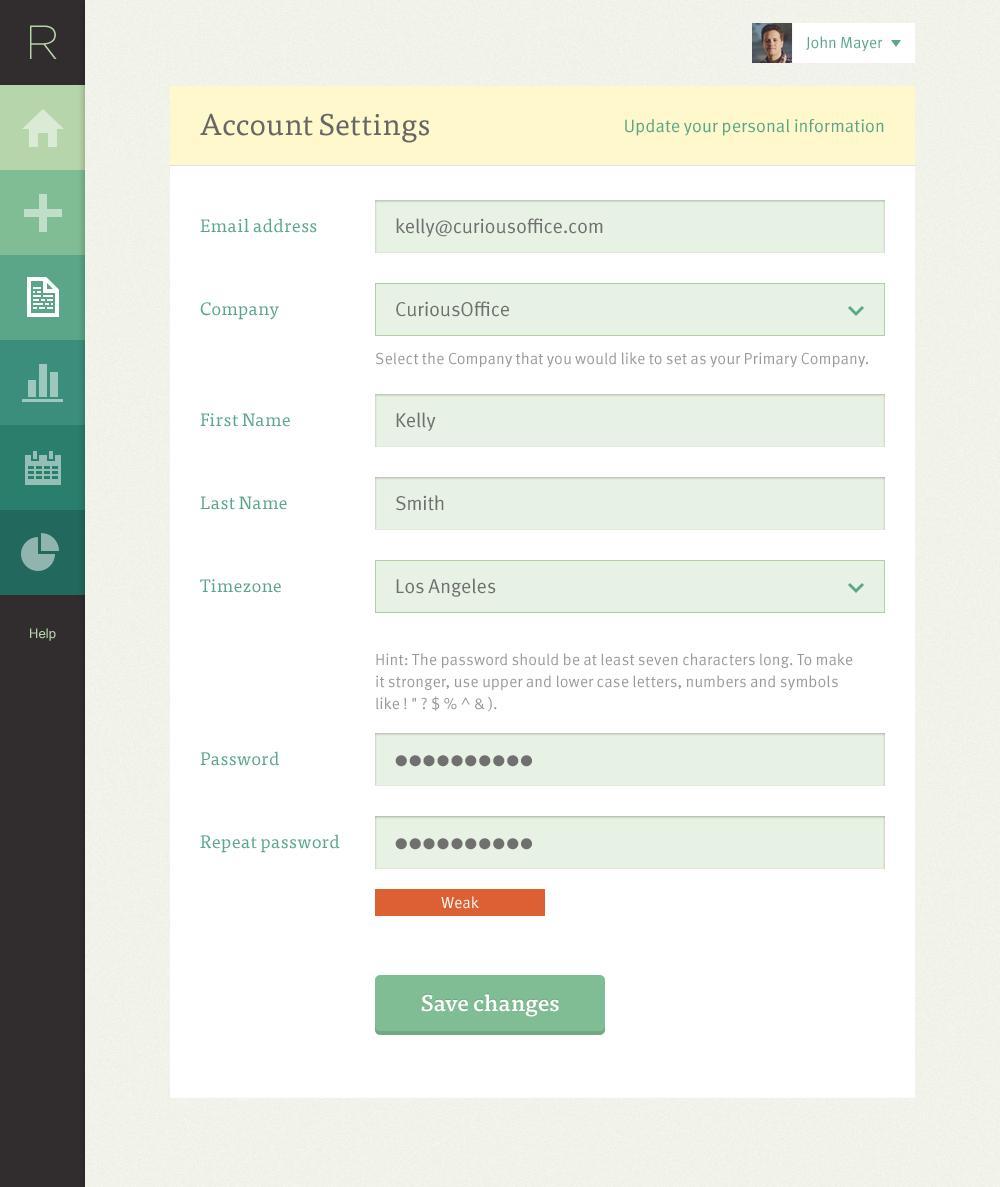 R
John Mayer
Account Settings
Update your personal information
Email address
kelly@curiousoffice.com
Company
CuriousOffice
Select the Company that you would like to set as your Primary Company.
First Name
Kelly
Last Name
Smith
Timezone
Los Angeles
Help
Hint: The password should be at least seven characters long. To make
it stronger, use upper and lower case letters, numbers and symbols
like ! " ? $ % ^ & ).
Password
●●●●●●●●●●
Repeat password
●●●●●●●●●●
Weak
Save changes